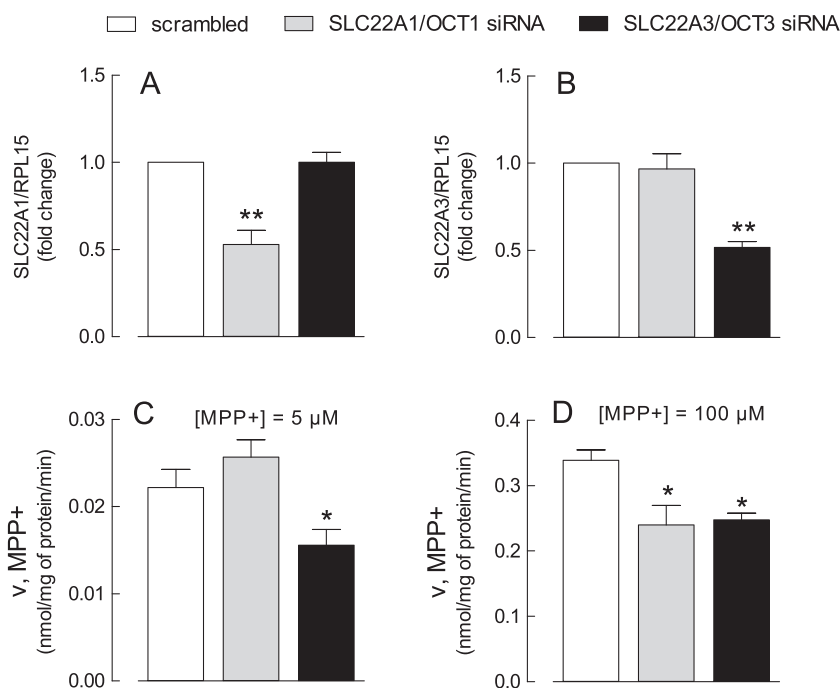 scrambled SLC22A1/OCT1 siRNA SLC22A3/OCT3 siRNA
A
SLC22A1/RPL15
(fold change)
1.5
1.0
0.5
0.0
**
B
SLC22A3/RPL15
(fold change)
1.5
1.0
0.5
0.0
**
C
[MPP+] = 5 µM
v, MPP+
(nmol/mg of protein/min)
0.03
0.02
0.01
0.00
*
D
[MPP+] = 100 µM
v, MPP+
(nmol/mg of protein/min)
0.4
0.3
0.2
0.1
0.0
*
*